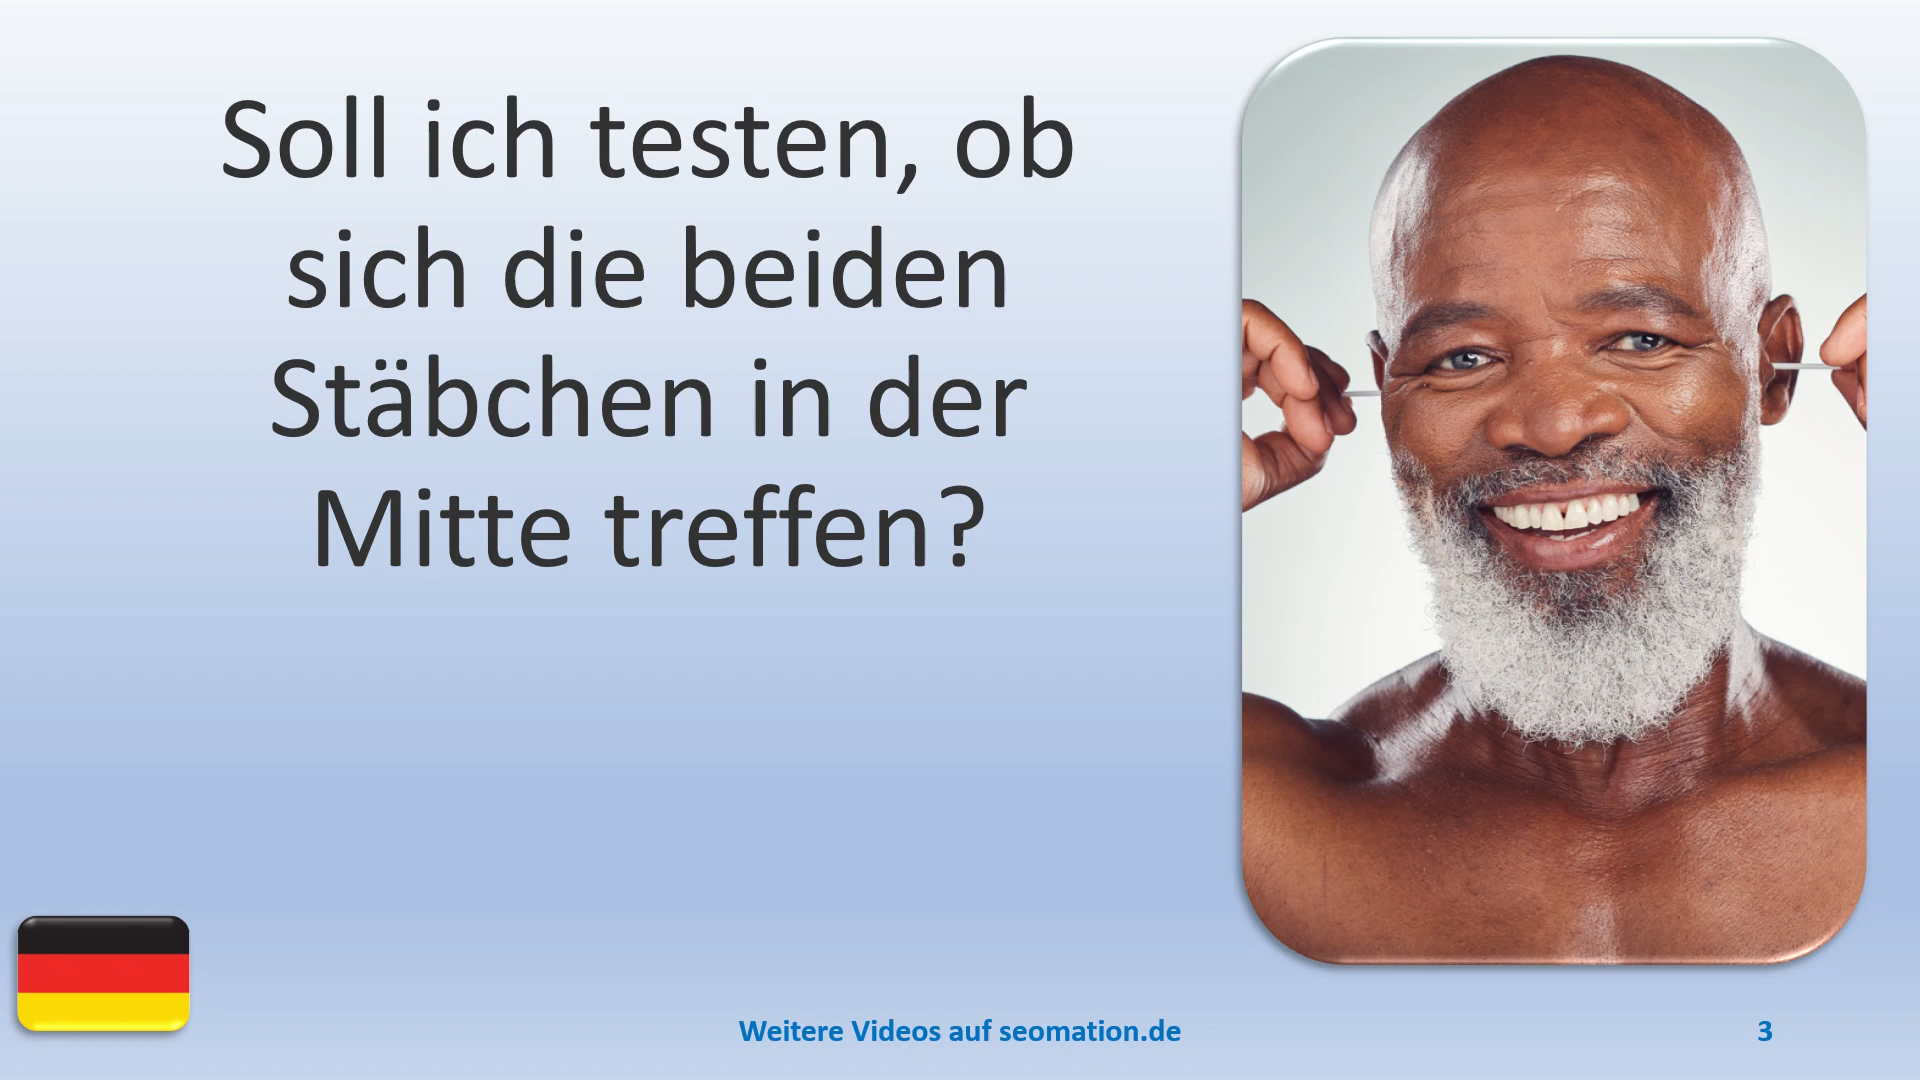 Soll ich testen, ob
sich die beiden
Stäbchen in der
Mitte treffen?
Weitere Videos auf seomation.de
3